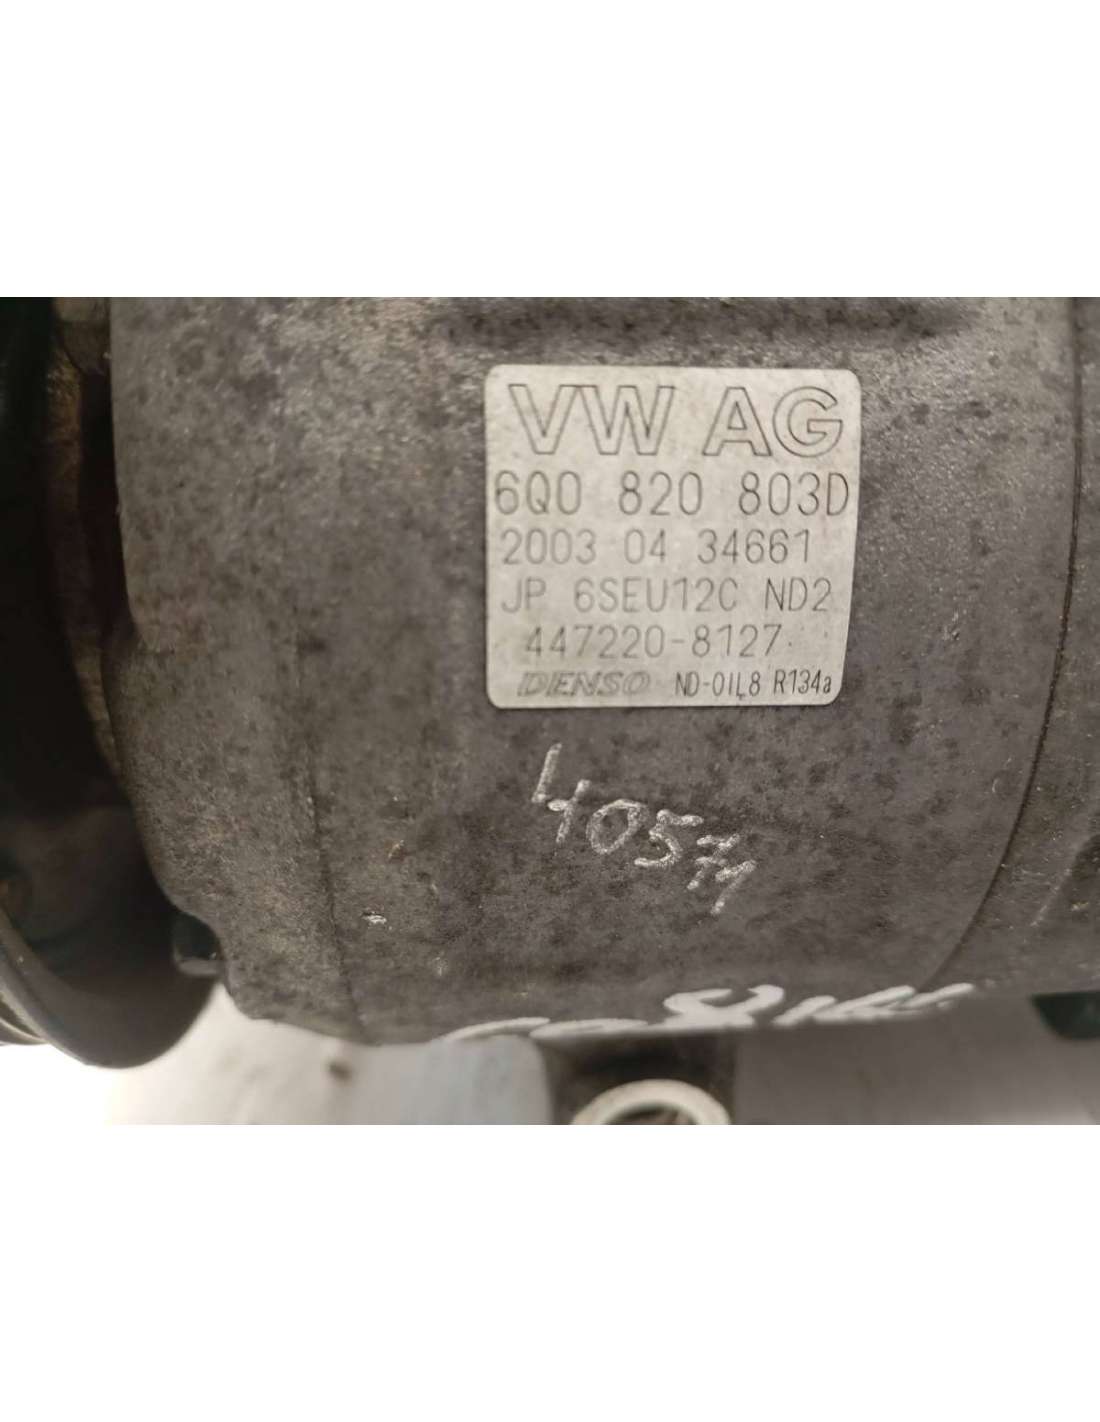 VW AG
6Q0 820 803D
2003 04 34661
JP 6SEU12C ND2
447220-8127
DENSO ND-OIL8 R134a
40571